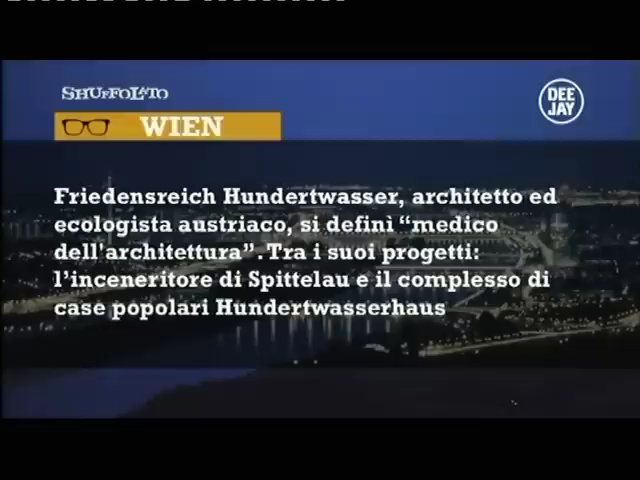 SHUFFOLATO
DEE
JAY
WIEN
Friedensreich Hundertwasser, architetto ed
ecologista austriaco, si definì “medico
dell'architettura”. Tra i suoi progetti:
l’inceneritore di Spittelau e il complesso di
case popolari Hundertwasserhaus